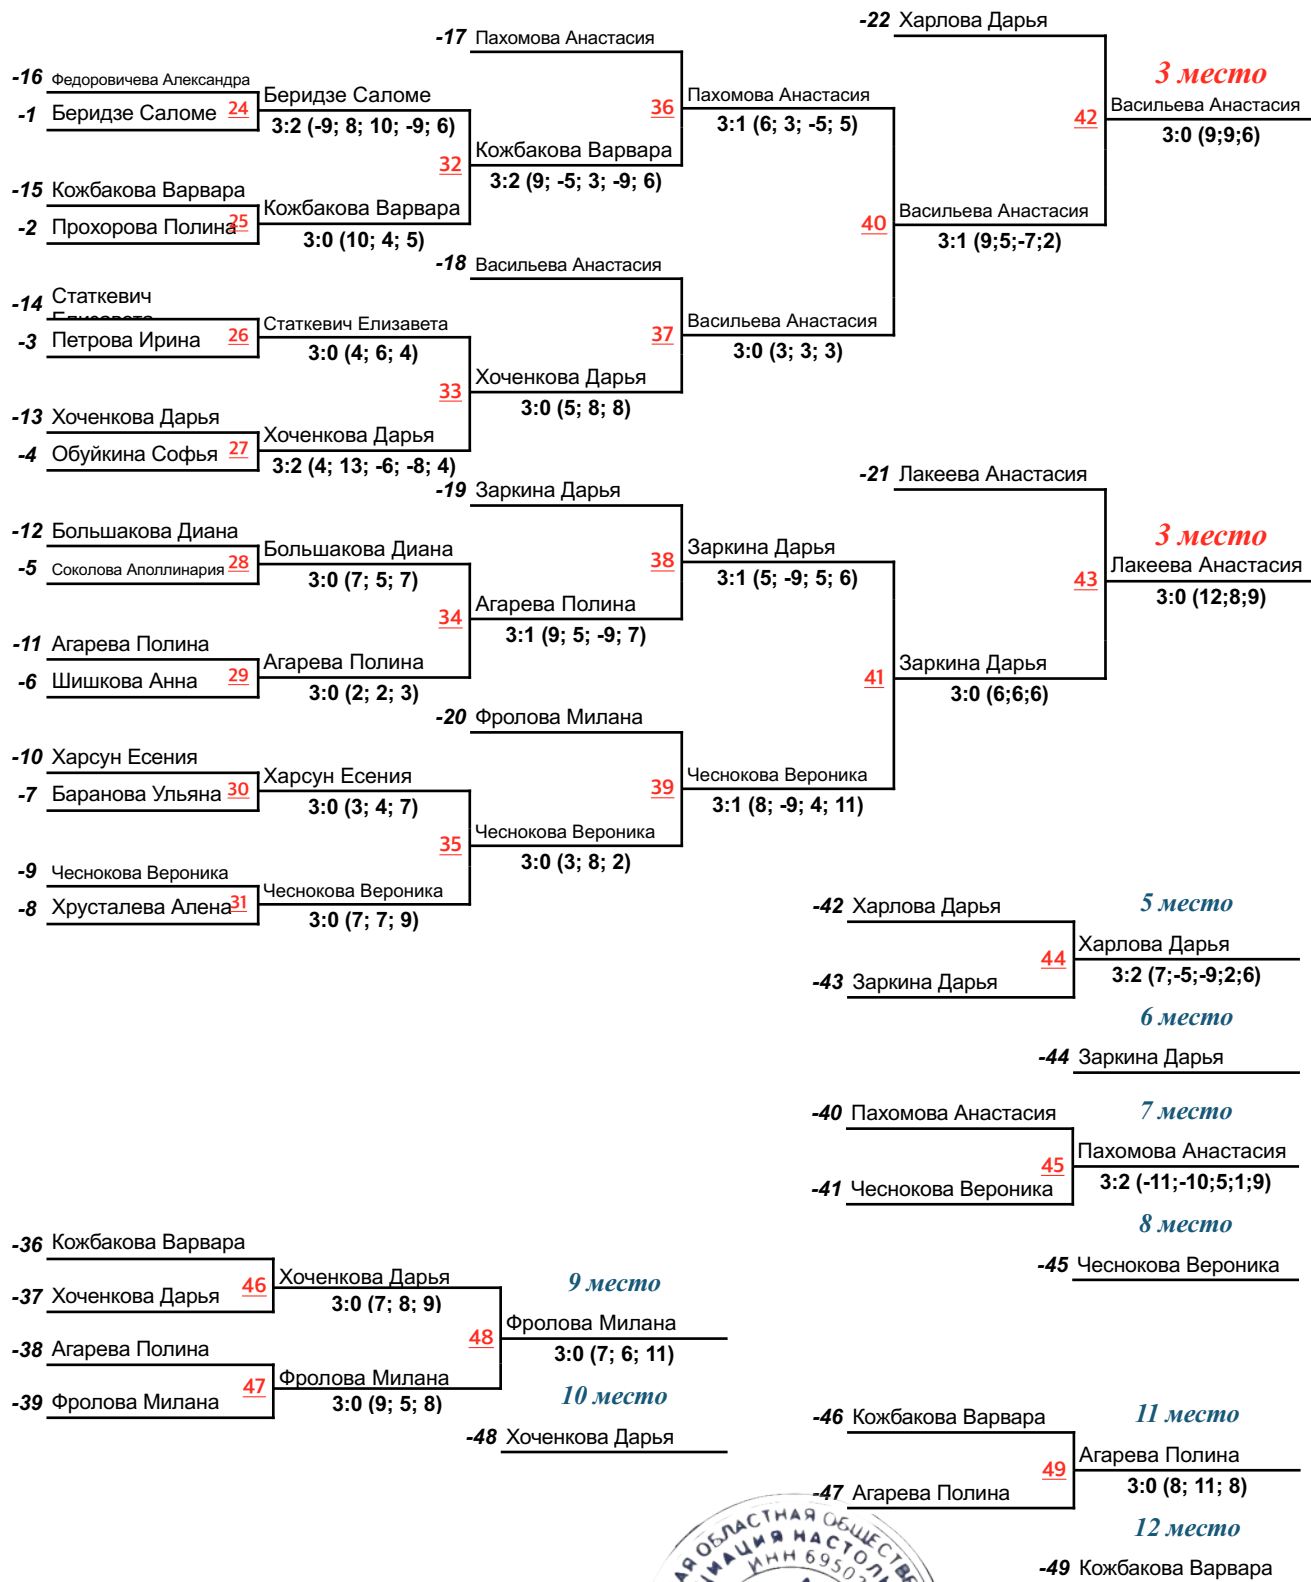 -22 Харлова Дарья
-17 Пахомова Анастасия
3 место
-16 Федоровичева Александра
Беридзе Саломе
Пахомова Анастасия
Васильева Анастасия
-1 Беридзе Саломе 24
36
42
3:2 (-9; 8; 10; -9; 6)
3:1 (6; 3; -5; 5)
3:0 (9;9;6)
Кожбакова Варвара
32
3:2 (9; -5; 3; -9; 6)
-15 Кожбакова Варвара
Кожбакова Варвара
Васильева Анастасия
-2 Прохорова Полина 25
40
3:0 (10; 4; 5)
3:1 (9;5;-7;2)
-18 Васильева Анастасия
-14 Статкевич
Елизавета
Статкевич Елизавета
Васильева Анастасия
-3 Петрова Ирина 26
37
3:0 (4; 6; 4)
3:0 (3; 3; 3)
Хоченкова Дарья
33
3:0 (5; 8; 8)
-13 Хоченкова Дарья
Хоченкова Дарья
-4 Обуйкина Софья 27
3:2 (4; 13; -6; -8; 4)
-21 Лакеева Анастасия
-19 Заркина Дарья
-12 Большакова Диана
3 место
Большакова Диана
Заркина Дарья
-5 Соколова Аполлинария 28
38
Лакеева Анастасия
3:0 (7; 5; 7)
3:1 (5; -9; 5; 6)
43
3:0 (12;8;9)
Агарева Полина
34
3:1 (9; 5; -9; 7)
-11 Агарева Полина
Агарева Полина
Заркина Дарья
-6 Шишкова Анна 29
41
3:0 (2; 2; 3)
3:0 (6;6;6)
-20 Фролова Милана
-10 Харсун Есения
Харсун Есения
Чеснокова Вероника
-7 Баранова Ульяна 30
39
3:0 (3; 4; 7)
3:1 (8; -9; 4; 11)
Чеснокова Вероника
35
3:0 (3; 8; 2)
-9 Чеснокова Вероника
Чеснокова Вероника
-8 Хрусталева Алена 31
3:0 (7; 7; 9)
-42 Харлова Дарья
5 место
Харлова Дарья
44
3:2 (7;-5;-9;2;6)
-43 Заркина Дарья
6 место
-44 Заркина Дарья
-40 Пахомова Анастасия
7 место
Пахомова Анастасия
45
3:2 (-11;-10;5;1;9)
-41 Чеснокова Вероника
8 место
-45 Чеснокова Вероника
-36 Кожбакова Варвара
Хоченкова Дарья
9 место
46
-37 Хоченкова Дарья
3:0 (7; 8; 9)
Фролова Милана
48
3:0 (7; 6; 11)
-38 Агарева Полина
Фролова Милана
47
-39 Фролова Милана
3:0 (9; 5; 8)
10 место
-48 Хоченкова Дарья
-46 Кожбакова Варвара
11 место
Агарева Полина
49
3:0 (8; 11; 8)
-47 Агарева Полина
12 место
-49 Кожбакова Варвара
ОБЛАСТНАЯ
ИНН